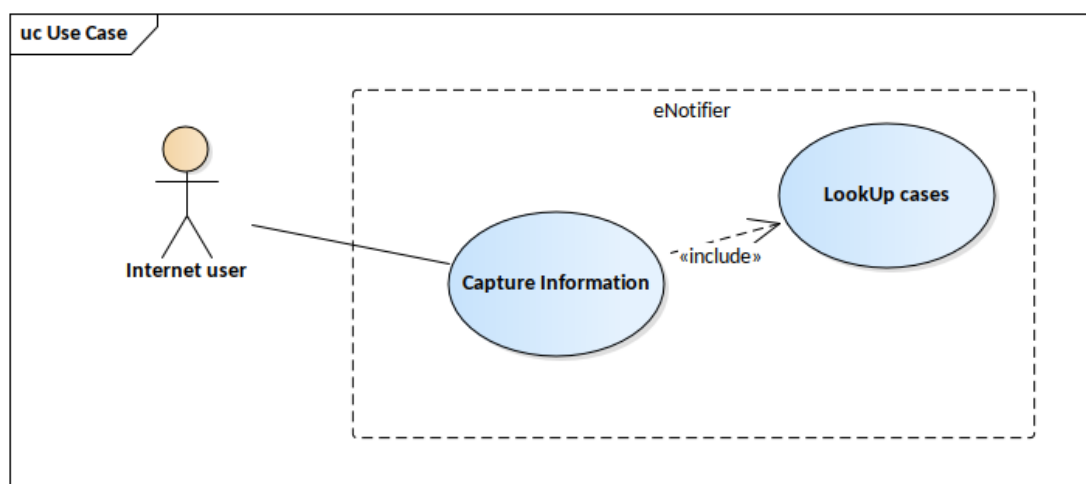 uc Use Case
eNotifier
LookUp cases
«include»
Internet user
Capture Information